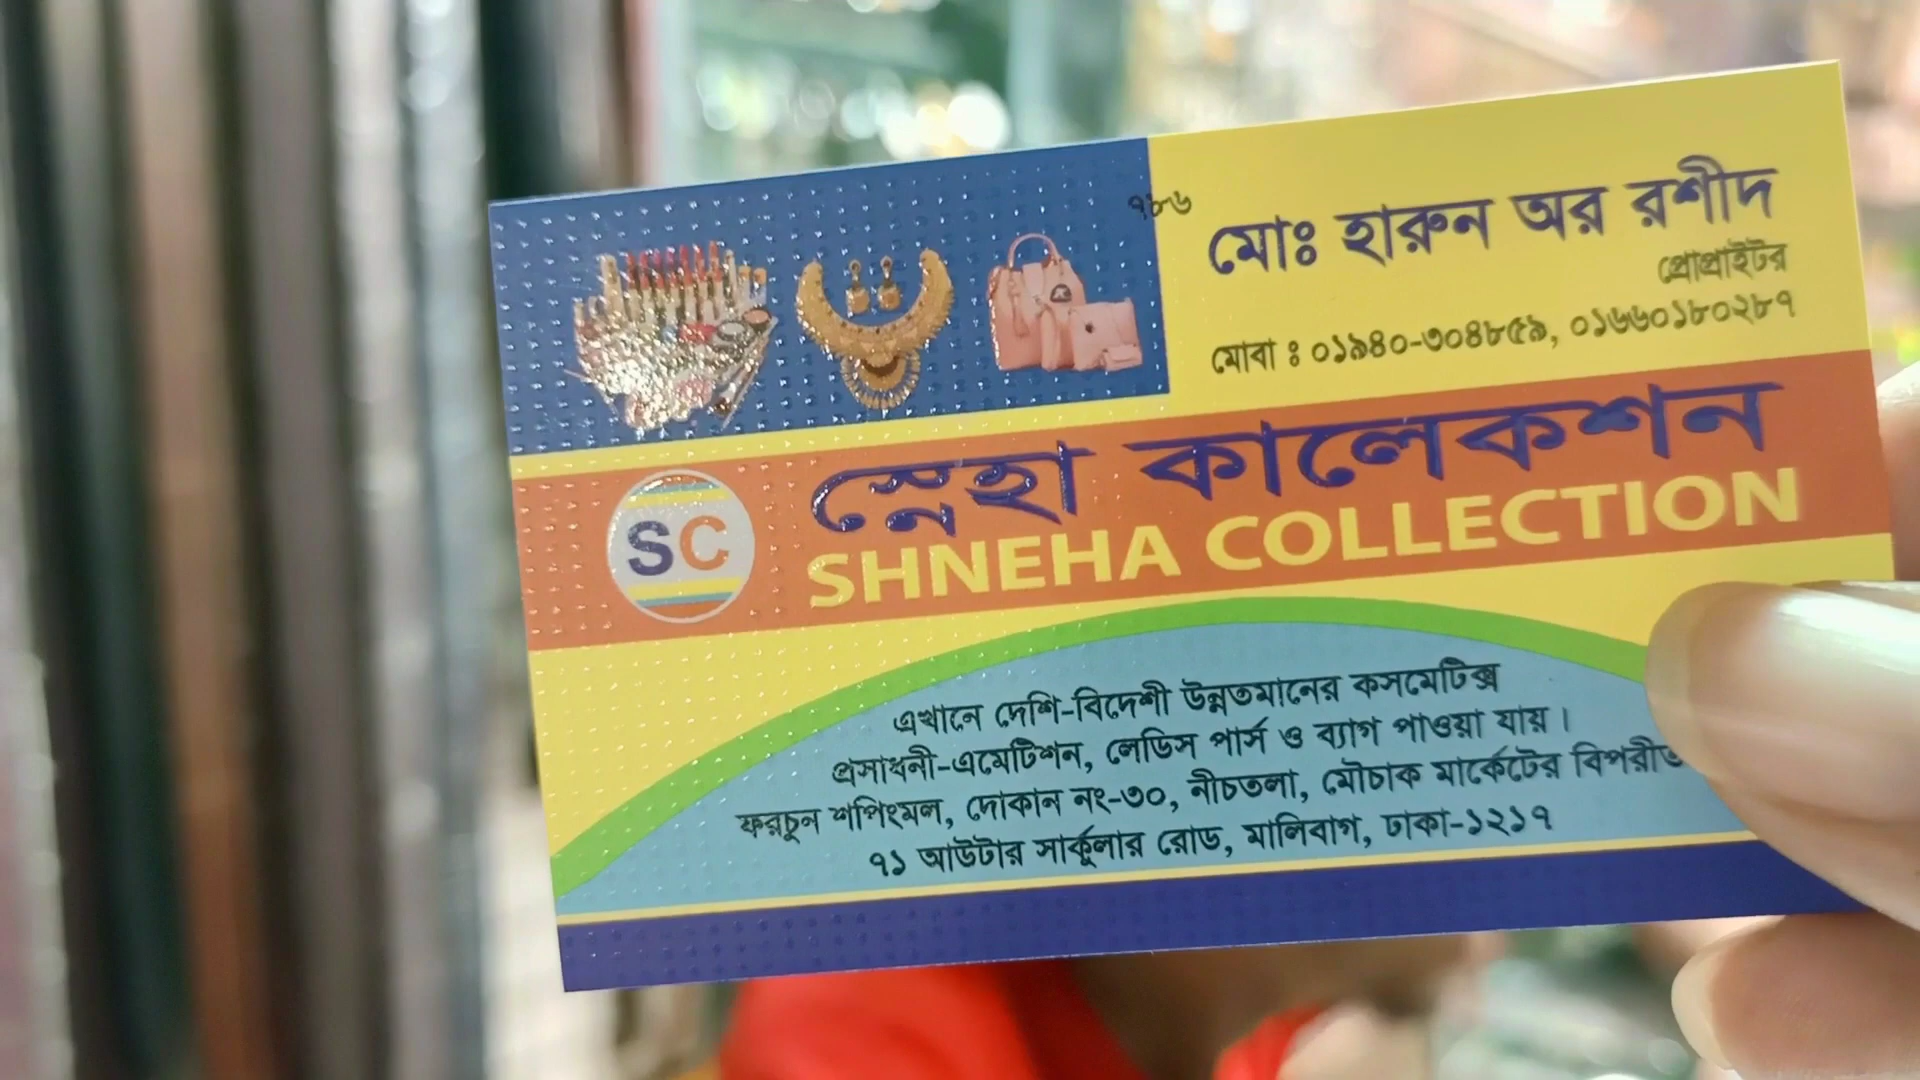 ৭৮৬
মোঃ হারুন অর রশীদ
প্রোপ্রাইটর
মোবা ঃ ০১৯৪০-৩০৪৮৫৯, ০১৬৬০১৮০২৮৭
SC
স্নেহা কালেকশন
SHNEHA COLLECTION
এখানে দেশি-বিদেশী উন্নতমানের কসমেটিক্স
প্রসাধনী-এমেটিশন, লেডিস পার্স ও ব্যাগ পাওয়া যায়।
ফরচুন শপিংমল, দোকান নং-৩০, নীচতলা, মৌচাক মার্কেটের বিপরীত
৭১ আউটার সার্কুলার রোড, মালিবাগ, ঢাকা-১২১৭